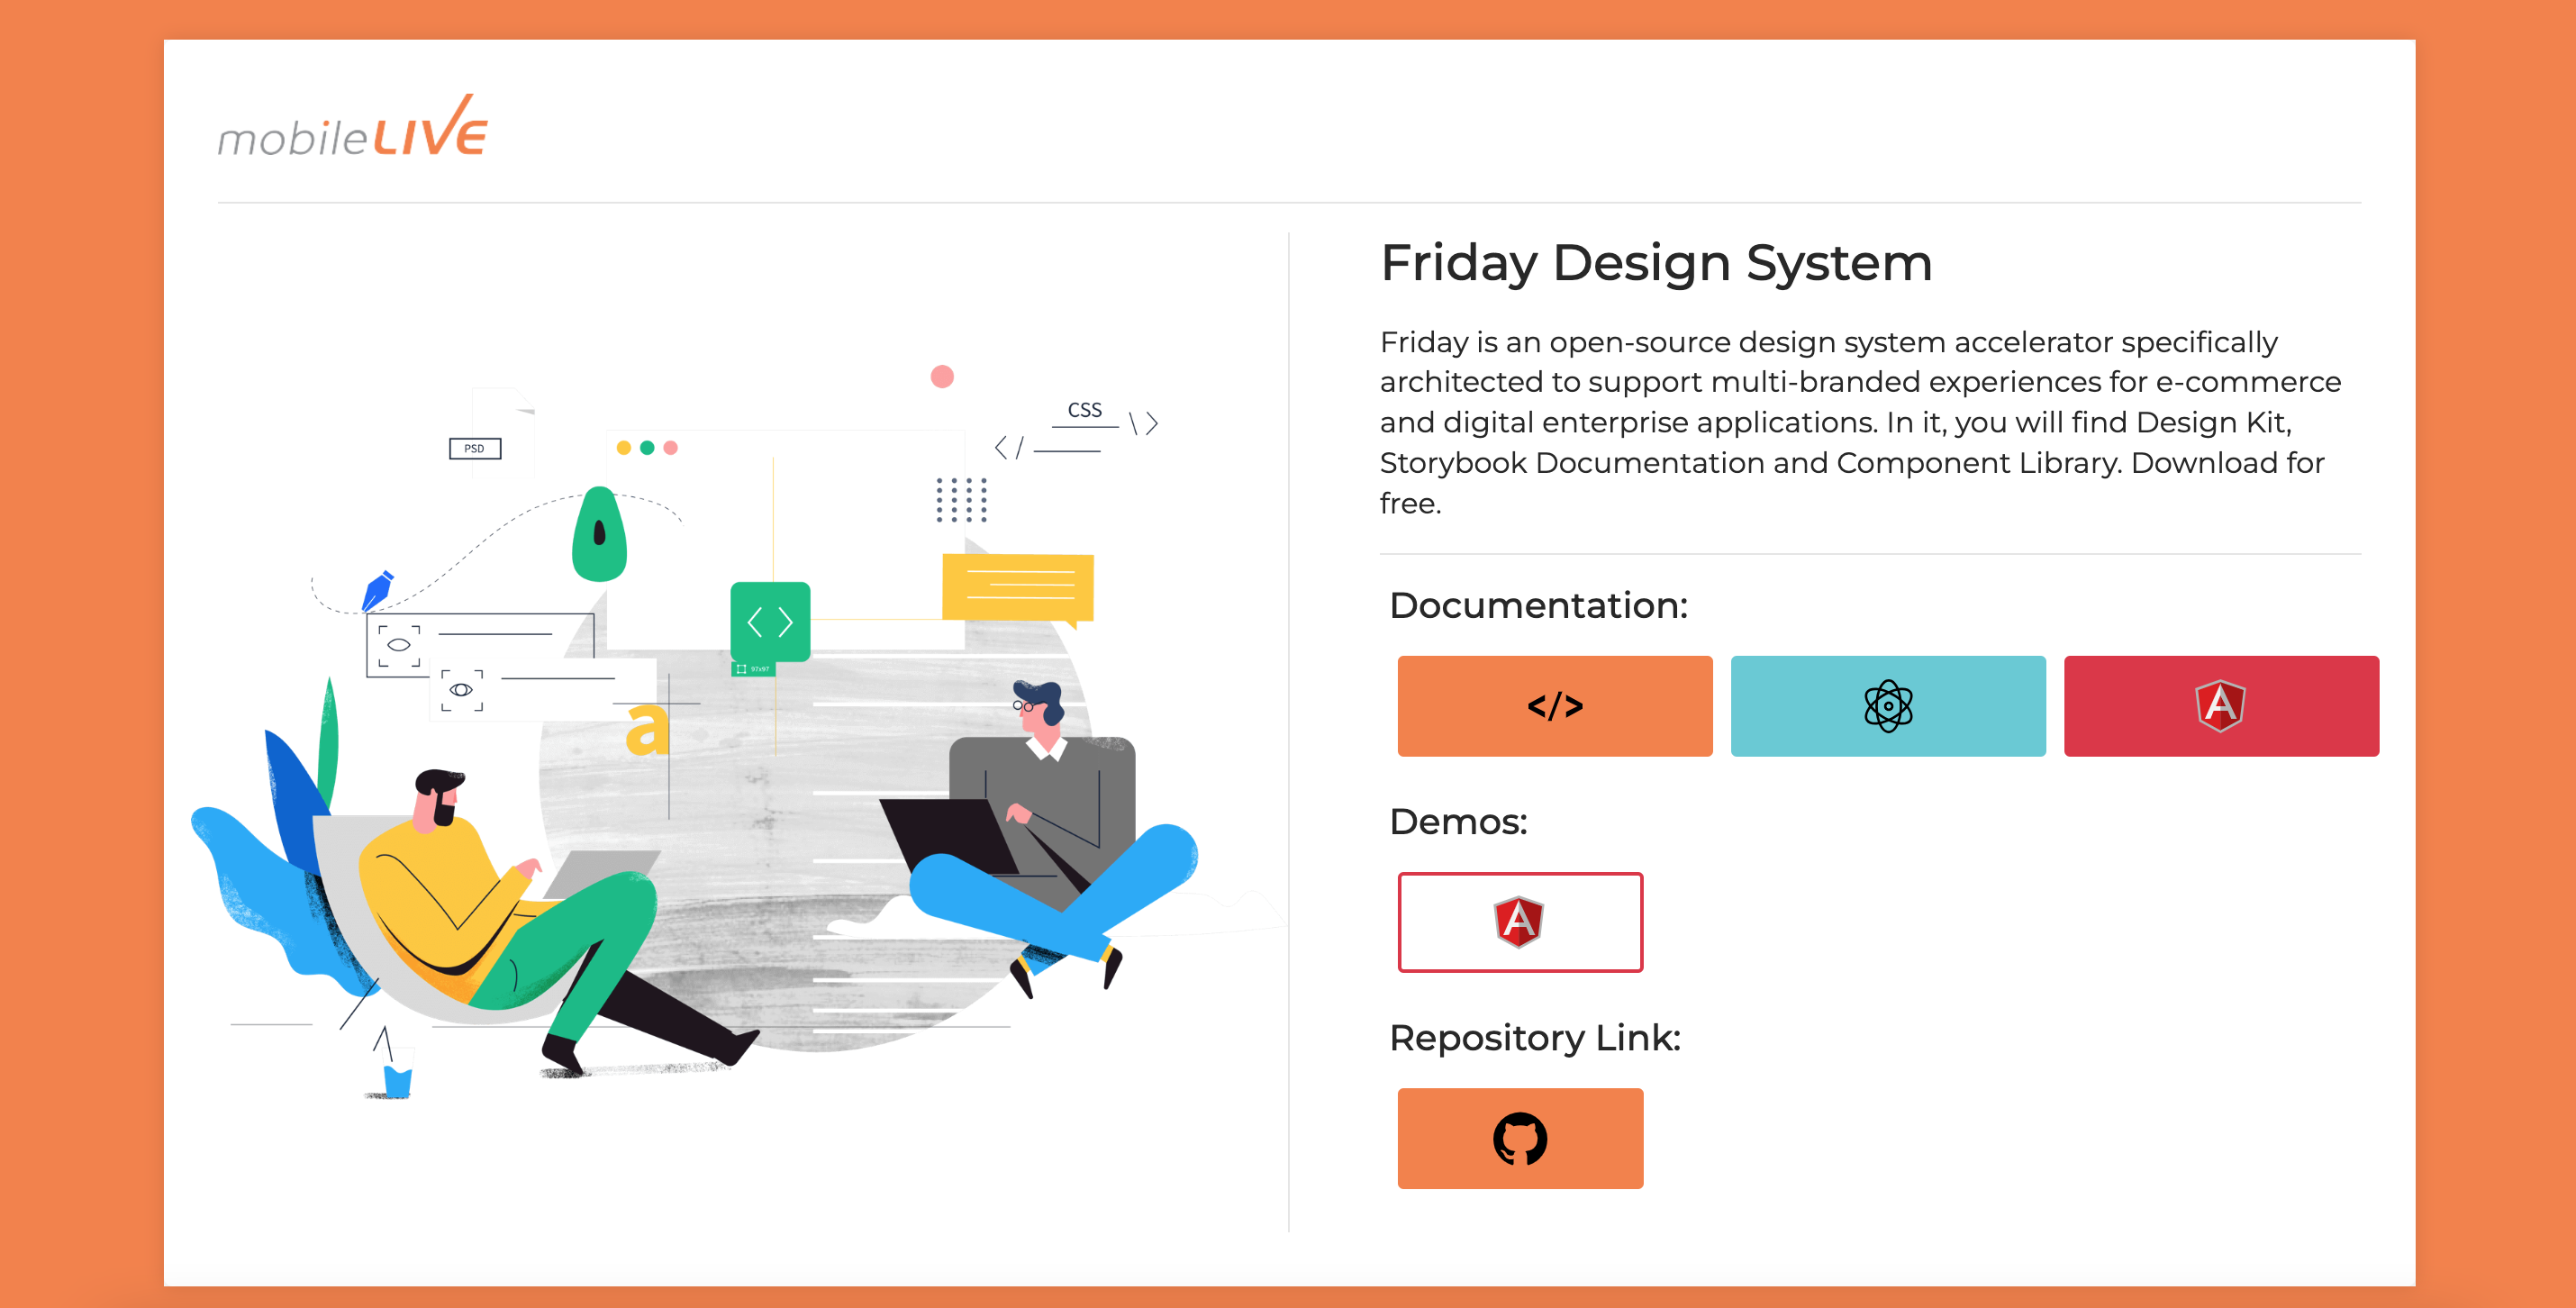 mobileLIVE
PSD
CSS
</
\>
< >
97x97
a
Friday Design System
Friday is an open-source design system accelerator specifically
architected to support multi-branded experiences for e-commerce
and digital enterprise applications. In it, you will find Design Kit,
Storybook Documentation and Component Library. Download for
free.
Documentation:
</>
A
Demos:
A
Repository Link: